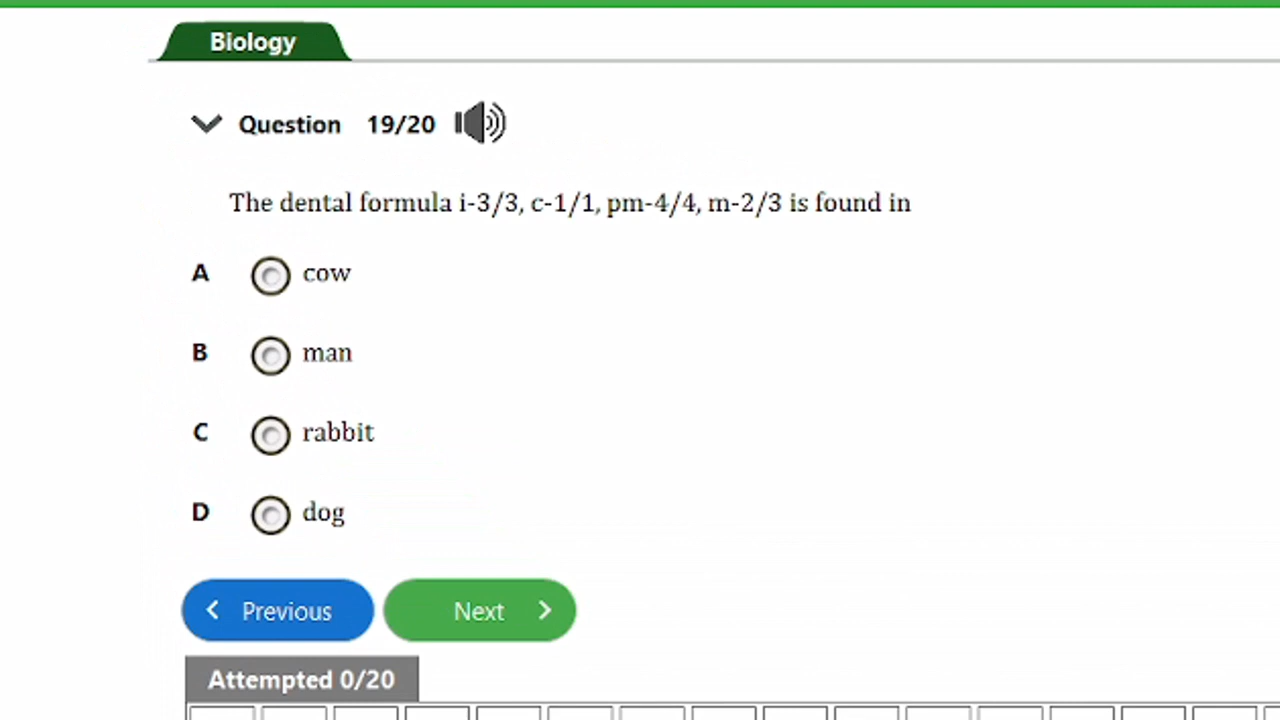 Biology
Question 19/20
The dental formula i-3/3, c-1/1, pm-4/4, m-2/3 is found in
A cow
B man
C rabbit
D dog
Previous Next
Attempted 0/20